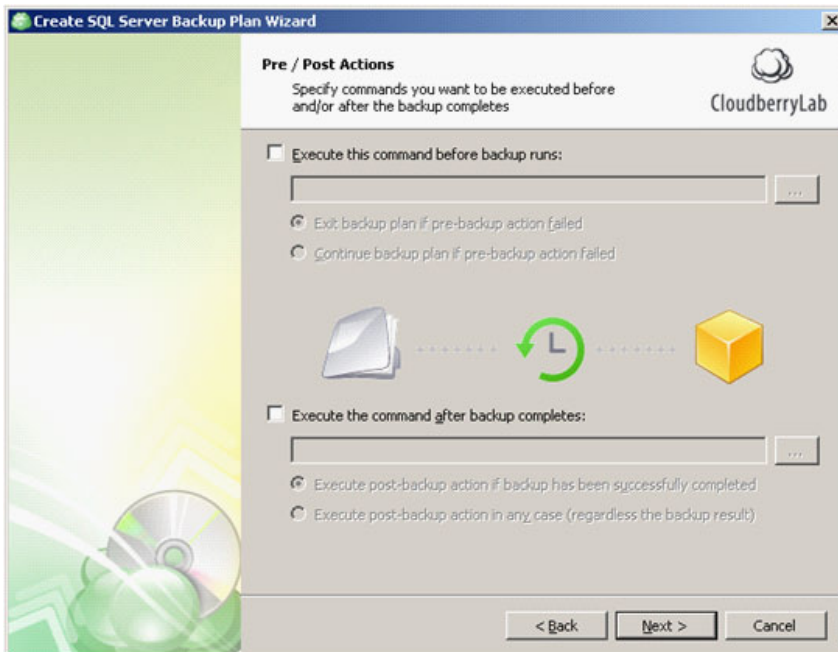 Create SQL Server Backup Plan Wizard
Pre / Post Actions
Specify commands you want to be executed before
and/or after the backup completes
CloudberryLab
Execute this command before backup runs:
...
Exit backup plan if pre-backup action failed
Continue backup plan if pre-backup action failed
Execute the command after backup completes:
...
Execute post-backup action if backup has been successfully completed
Execute post-backup action in any case (regardless the backup result)
< Back Next > Cancel